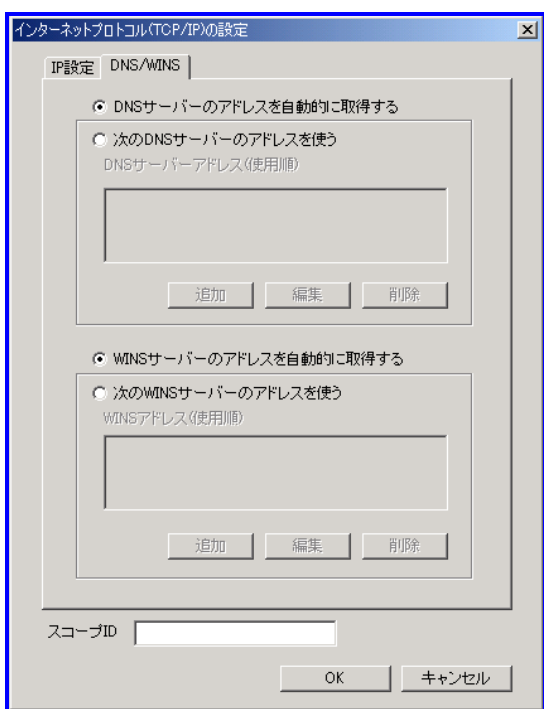 インターネットプロトコル(TCP/IP)の設定
IP設定 DNS/WINS
DNSサーバーのアドレスを自動的に取得する
次のDNSサーバーのアドレスを使う
DNSサーバーアドレス(使用順)
追加 編集 削除
WINSサーバーのアドレスを自動的に取得する
次のWINSサーバーのアドレスを使う
WINSアドレス(使用順)
追加 編集 削除
スコープID
OK キャンセル